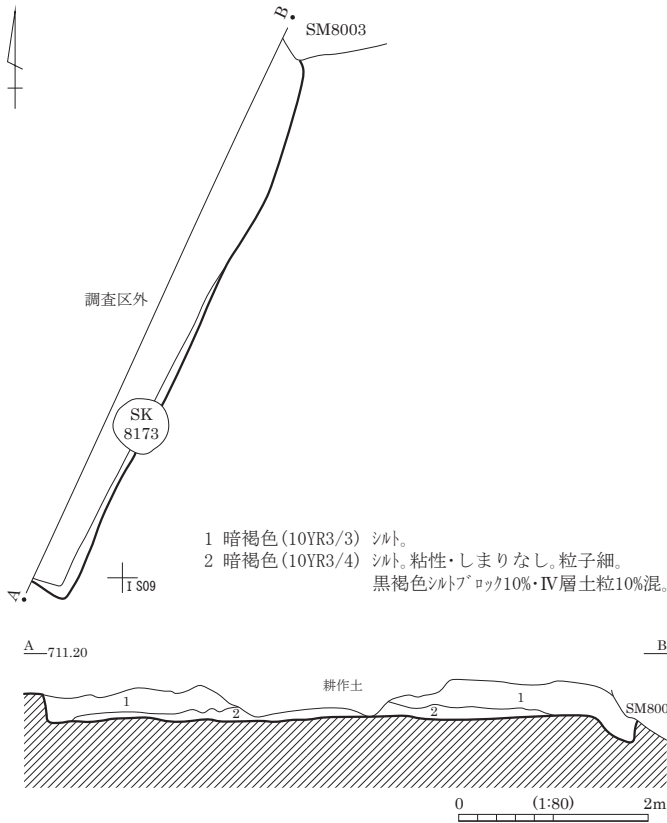 B
SM8003
調査区外
SK
8173
1 暗褐色(10YR3/3) シルト。
2 暗褐色(10YR3/4) シルト。粘性・しまりなし。粒子細。
黒褐色シルトブロック10%・Ⅳ層土粒10%混。
I S09
A
A 711.20 B
耕作土
1 1
2 2
SM800
0 (1:80) 2m